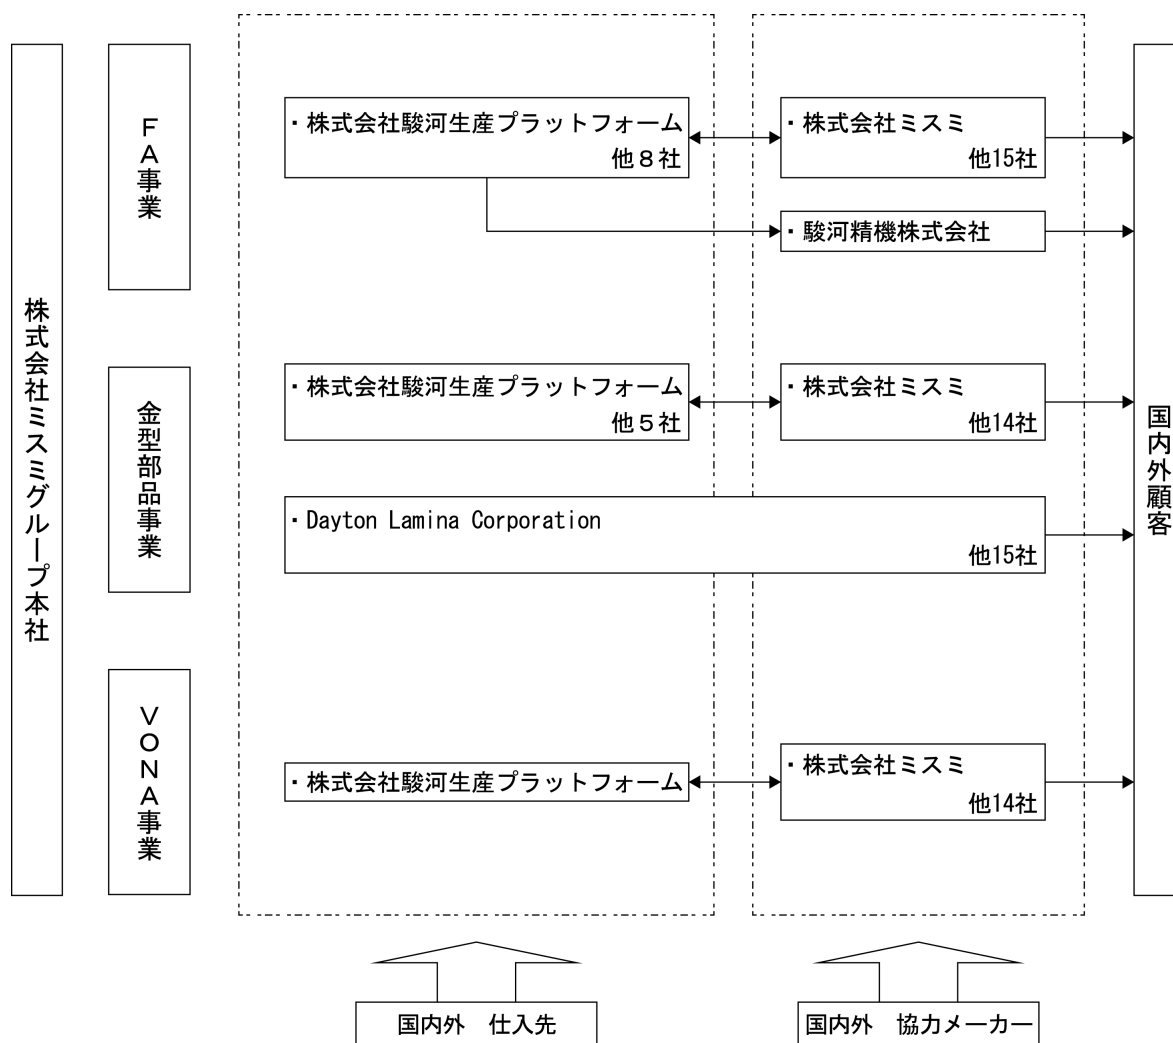 株式会社ミスミグループ本社
ＦＡ事業
・株式会社駿河生産プラットフォーム
他８社
・株式会社ミスミ
他15社
・駿河精機株式会社
金型部品事業
・株式会社駿河生産プラットフォーム
他５社
・株式会社ミスミ
他14社
・Dayton Lamina Corporation
他15社
ＶＯＮＡ事業
・株式会社駿河生産プラットフォーム
・株式会社ミスミ
他14社
国内外顧客
国内外　仕入先
国内外　協力メーカー